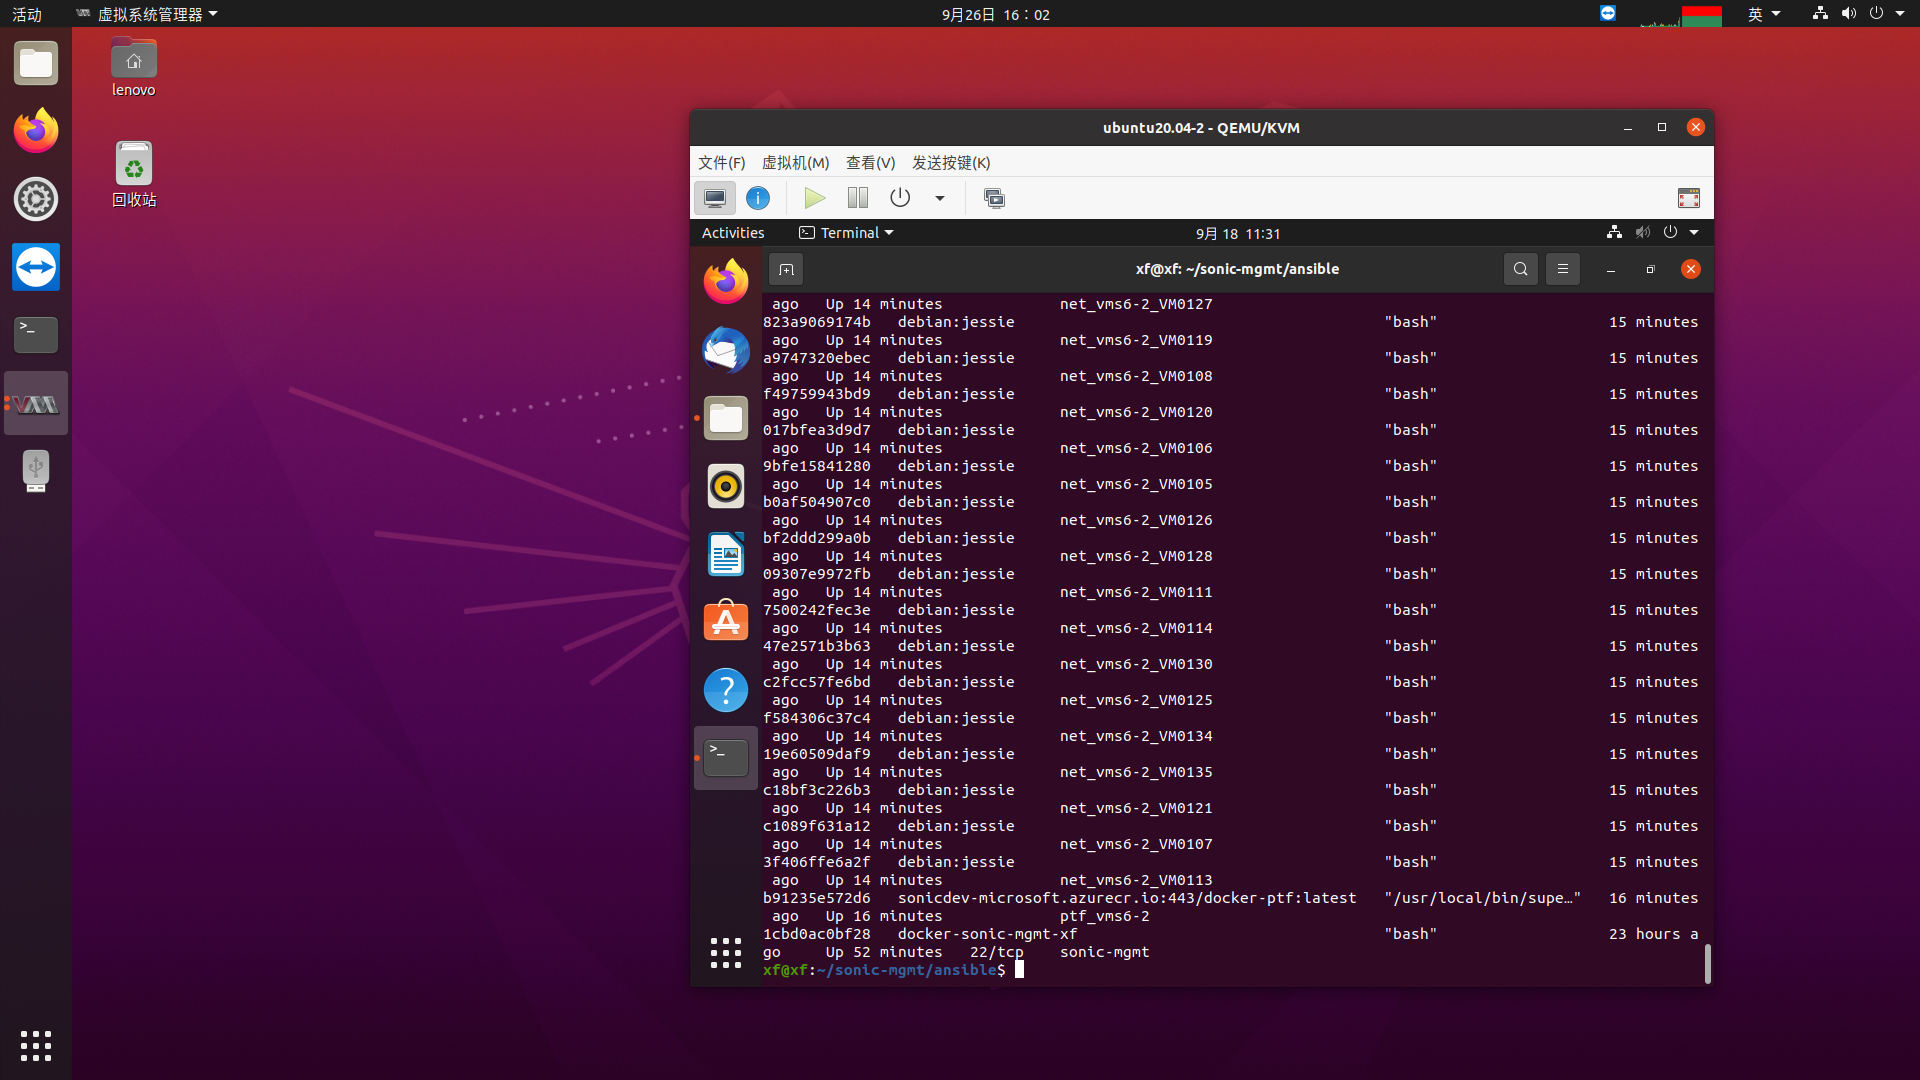 活动 虚拟系统管理器 9月26日 16：02 英
lenovo
回收站
ubuntu20.04-2 - QEMU/KVM
文件(F) 虚拟机(M) 查看(V) 发送按键(K)
Activities Terminal 9月 18 11:31
xf@xf: ~/sonic-mgmt/ansible
ago Up 14 minutes net_vms6-2_VM0127
823a9069174b debian:jessie "bash" 15 minutes
ago Up 14 minutes net_vms6-2_VM0119
a9747320ebec debian:jessie "bash" 15 minutes
ago Up 14 minutes net_vms6-2_VM0108
f49759943bd9 debian:jessie "bash" 15 minutes
ago Up 14 minutes net_vms6-2_VM0120
017bfea3d9d7 debian:jessie "bash" 15 minutes
ago Up 14 minutes net_vms6-2_VM0106
9bfe15841280 debian:jessie "bash" 15 minutes
ago Up 14 minutes net_vms6-2_VM0105
b0af504907c0 debian:jessie "bash" 15 minutes
ago Up 14 minutes net_vms6-2_VM0126
bf2ddd299a0b debian:jessie "bash" 15 minutes
ago Up 14 minutes net_vms6-2_VM0128
09307e9972fb debian:jessie "bash" 15 minutes
ago Up 14 minutes net_vms6-2_VM0111
7500242fec3e debian:jessie "bash" 15 minutes
ago Up 14 minutes net_vms6-2_VM0114
47e2571b3b63 debian:jessie "bash" 15 minutes
ago Up 14 minutes net_vms6-2_VM0130
c2fcc57fe6bd debian:jessie "bash" 15 minutes
ago Up 14 minutes net_vms6-2_VM0125
f584306c37c4 debian:jessie "bash" 15 minutes
ago Up 14 minutes net_vms6-2_VM0134
19e60509daf9 debian:jessie "bash" 15 minutes
ago Up 14 minutes net_vms6-2_VM0135
c18bf3c226b3 debian:jessie "bash" 15 minutes
ago Up 14 minutes net_vms6-2_VM0121
c1089f631a12 debian:jessie "bash" 15 minutes
ago Up 14 minutes net_vms6-2_VM0107
3f406ffe6a2f debian:jessie "bash" 15 minutes
ago Up 14 minutes net_vms6-2_VM0113
b91235e572d6 sonicdev-microsoft.azurecr.io:443/docker-ptf:latest "/usr/local/bin/supe…" 16 minutes
ago Up 16 minutes ptf_vms6-2
1cbd0ac0bf28 docker-sonic-mgmt-xf "bash" 23 hours a
go Up 52 minutes 22/tcp sonic-mgmt
xf@xf:~/sonic-mgmt/ansible$